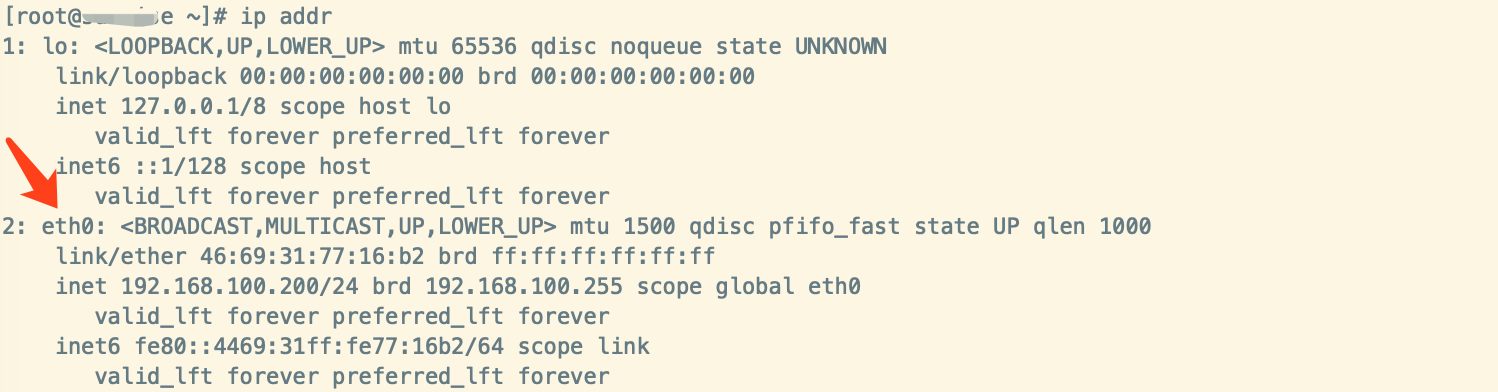 [root@ ~]# ip addr
1: lo: <LOOPBACK,UP,LOWER_UP> mtu 65536 qdisc noqueue state UNKNOWN
link/loopback 00:00:00:00:00:00 brd 00:00:00:00:00:00
inet 127.0.0.1/8 scope host lo
valid_lft forever preferred_lft forever
inet6 ::1/128 scope host
valid_lft forever preferred_lft forever
2: eth0: <BROADCAST,MULTICAST,UP,LOWER_UP> mtu 1500 qdisc pfifo_fast state UP qlen 1000
link/ether 46:69:31:77:16:b2 brd ff:ff:ff:ff:ff:ff
inet 192.168.100.200/24 brd 192.168.100.255 scope global eth0
valid_lft forever preferred_lft forever
inet6 fe80::4469:31ff:fe77:16b2/64 scope link
valid_lft forever preferred_lft forever